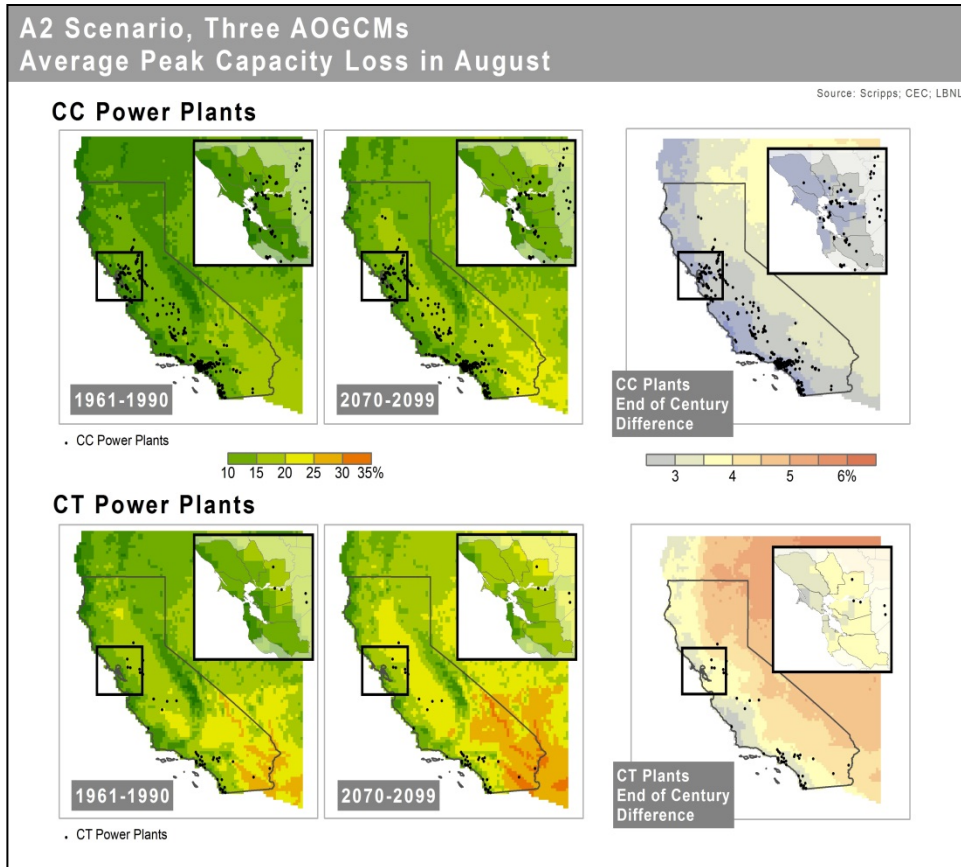 A2 Scenario, Three AOGCMs
Average Peak Capacity Loss in August
Source: Scripps; CEC; LBNL
CC Power Plants
1961-1990
2070-2099
CC Plants
End of Century
Difference
. CC Power Plants
10 15 20 25 30 35%
3 4 5 6%
CT Power Plants
1961-1990
2070-2099
CT Plants
End of Century
Difference
. CT Power Plants